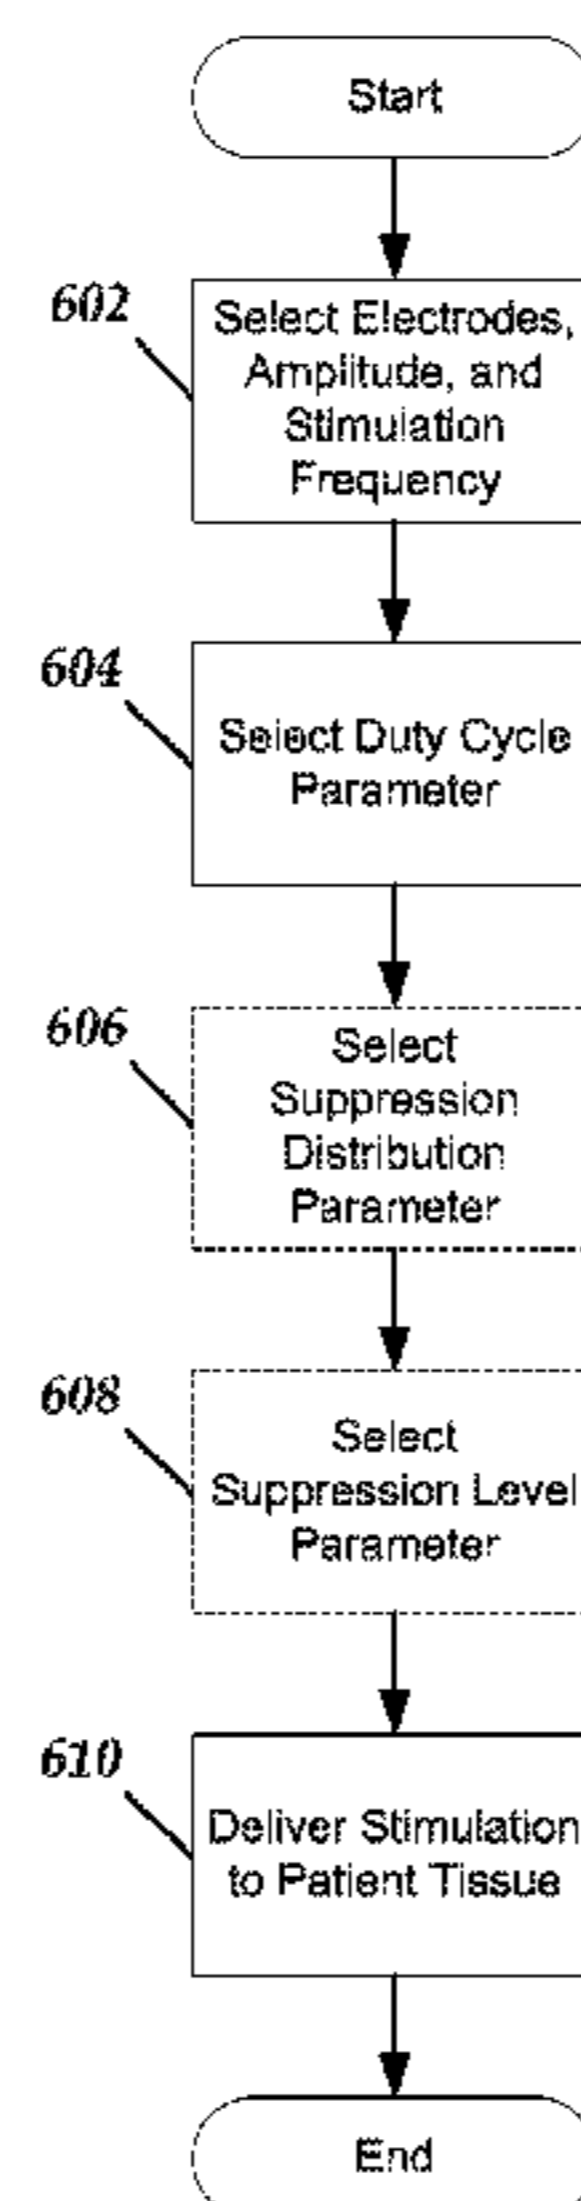 Start
602
Select Electrodes,
Amplitude, and
Stimulation
Frequency
604
Select Duty Cycle
Parameter
606
Select
Suppression
Distribution
Parameter
608
Select
Suppression Level
Parameter
610
Deliver Stimulation
to Patient Tissue
End